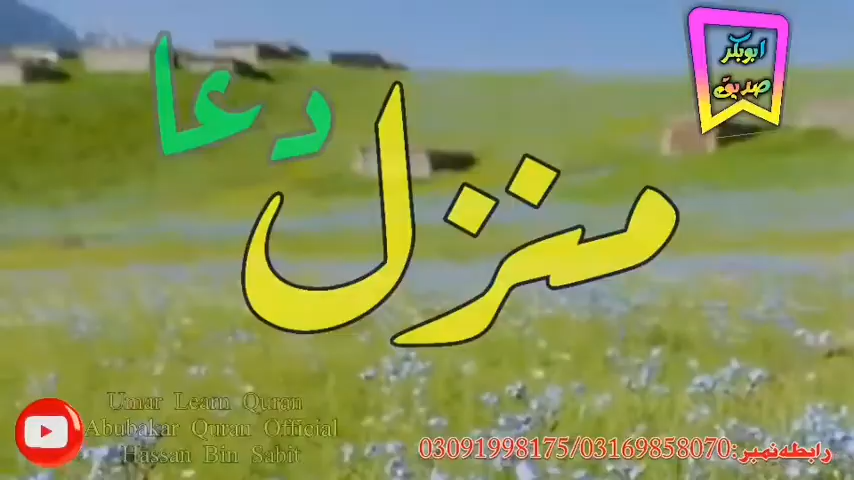 ابوبکر
صدیق
دعا
منزل
Umar Learn Quran
Abubakar Quran Official
Hassan Bin Sabit
رابطہ نمبر:03091998175/03169858070